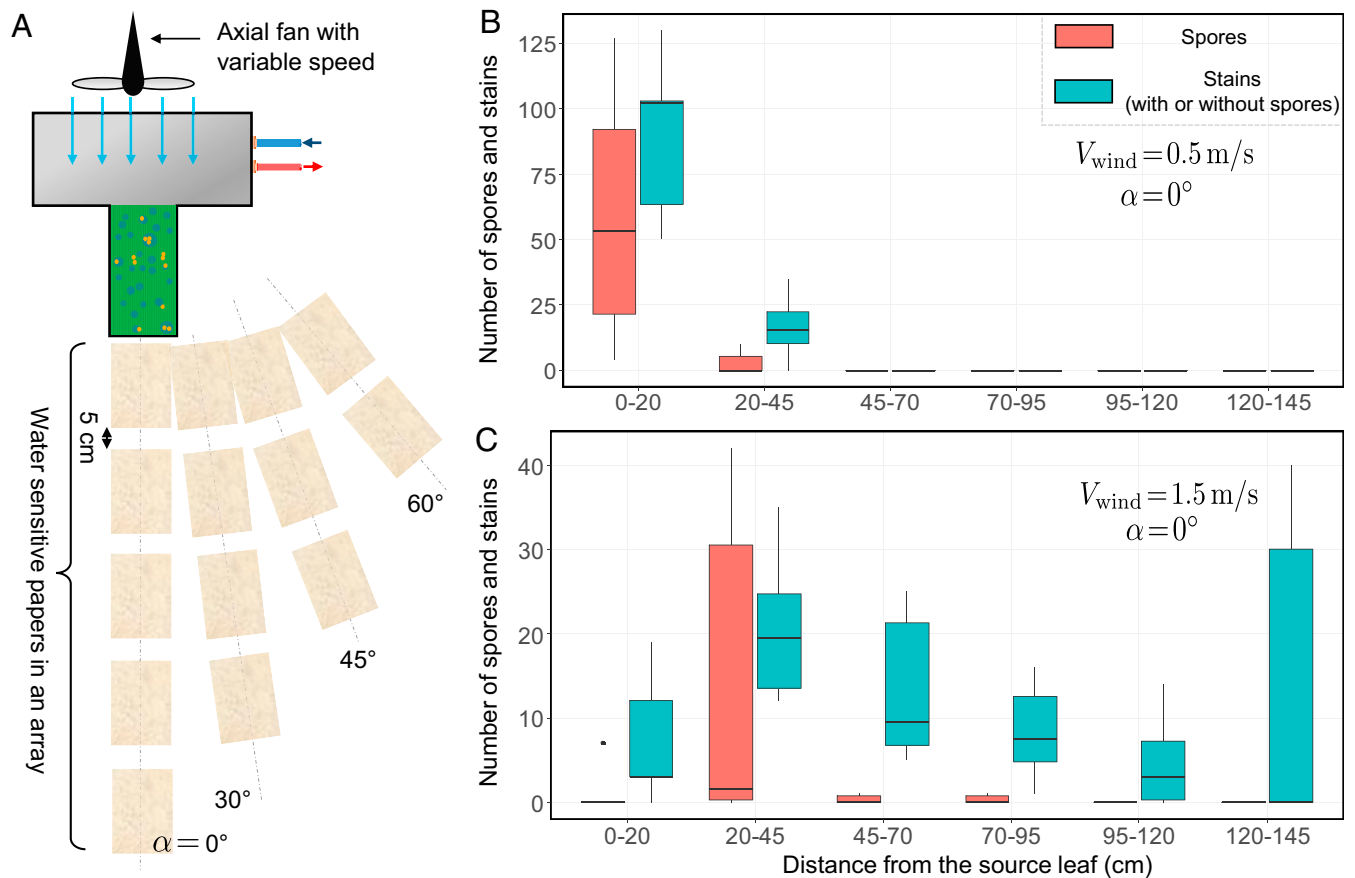 A
Axial fan with
variable speed
Water sensitive papers in an array
5 cm
60°
45°
30°
α = 0°
B
Number of spores and stains
125
100
75
50
25
0
Spores
Stains
(with or without spores)
V_wind = 0.5 m/s
α = 0°
0-20 20-45 45-70 70-95 95-120 120-145
C
Number of spores and stains
40
30
20
10
0
V_wind = 1.5 m/s
α = 0°
0-20 20-45 45-70 70-95 95-120 120-145
Distance from the source leaf (cm)